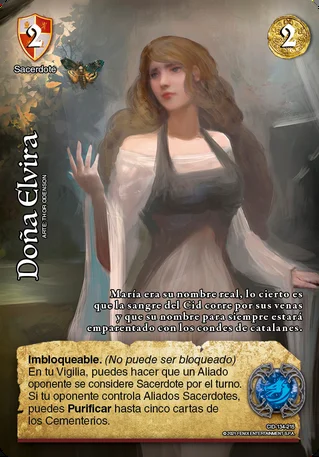 2
2
Sacerdote
Doña Elvira
ARTE: THOR ODENSON
María era su nombre real, lo cierto es
que la sangre del Cid corre por sus venas
y que su nombre para siempre estará
emparentado con los condes de catalanes.
Imbloqueable. (No puede ser bloqueado)
En tu Vigilia, puedes hacer que un Aliado
oponente se considere Sacerdote por el turno.
Si tu oponente controla Aliados Sacerdotes,
puedes Purificar hasta cinco cartas de
los Cementerios.
CID-134-215
© 2021 FENIX ENTERTAINMENT S.P.A.